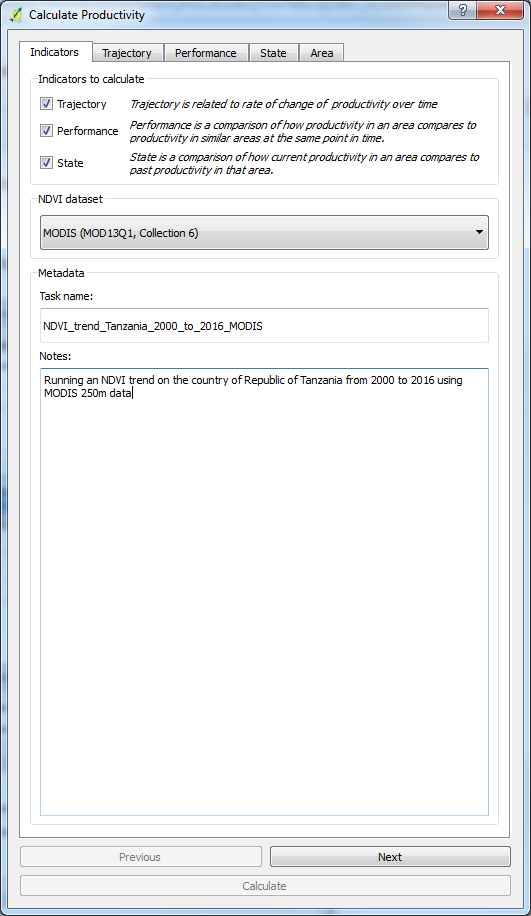 Calculate Productivity
?
Indicators
Trajectory
Performance
State
Area
Indicators to calculate
Trajectory
Trajectory is related to rate of change of productivity over time
Performance
Performance is a comparison of how productivity in an area compares to
productivity in similar areas at the same point in time.
State
State is a comparison of how current productivity in an area compares to
past productivity in that area.
NDVI dataset
MODIS (MOD13Q1, Collection 6)
Metadata
Task name:
NDVI_trend_Tanzania_2000_to_2016_MODIS
Notes:
Running an NDVI trend on the country of Republic of Tanzania from 2000 to 2016 using
MODIS 250m data
Previous
Next
Calculate